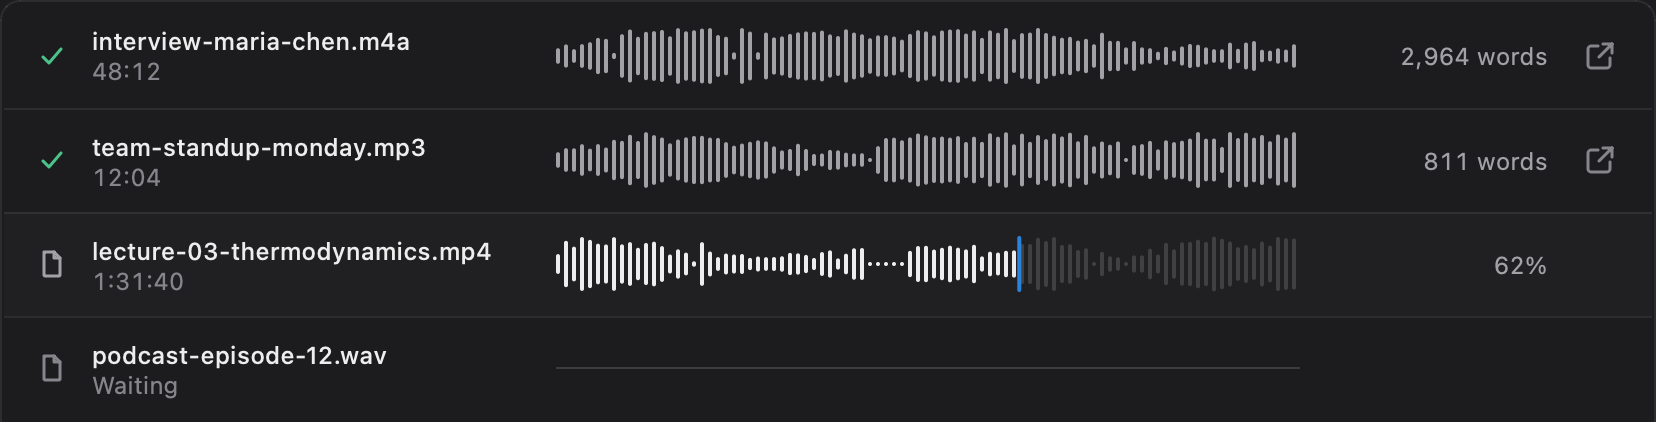 interview-maria-chen.m4a
48:12
2,964 words
team-standup-monday.mp3
12:04
811 words
lecture-03-thermodynamics.mp4
1:31:40
62%
podcast-episode-12.wav
Waiting